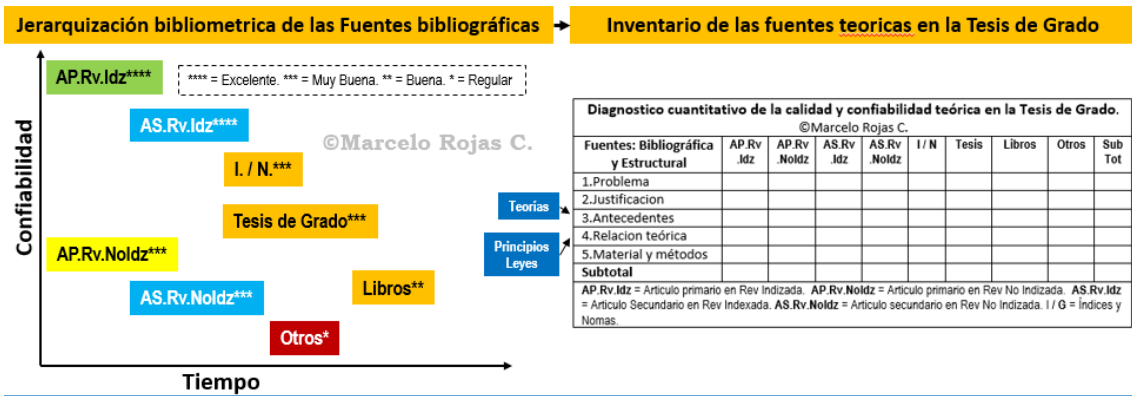 Jerarquización bibliometrica de las Fuentes bibliográficas
Inventario de las fuentes teoricas en la Tesis de Grado
Confiabilidad
AP.Rv.Idz****
**** = Excelente. *** = Muy Buena. ** = Buena. * = Regular
AS.Rv.Idz****
©Marcelo Rojas C.
I. / N.***
Tesis de Grado***
AP.Rv.NoIdz***
AS.Rv.NoIdz***
Libros**
Otros*
Tiempo
Teorías
Principios
Leyes
Diagnostico cuantitativo de la calidad y confiabilidad teórica en la Tesis de Grado.
©Marcelo Rojas C.
Fuentes: Bibliográfica y Estructural
AP.Rv .Idz
AP.Rv .NoIdz
AS.Rv .Idz
AS.Rv .NoIdz
I / N
Tesis
Libros
Otros
Sub Tot
1.Problema
2.Justificacion
3.Antecedentes
4.Relacion teórica
5.Material y métodos
Subtotal
AP.Rv.Idz = Articulo primario en Rev Indizada. AP.Rv.NoIdz = Articulo primario en Rev No Indizada. AS.Rv.Idz
= Articulo Secundario en Rev Indexada. AS.Rv.NoIdz = Articulo secundario en Rev No Indizada. I / G = Índices y
Nomas.